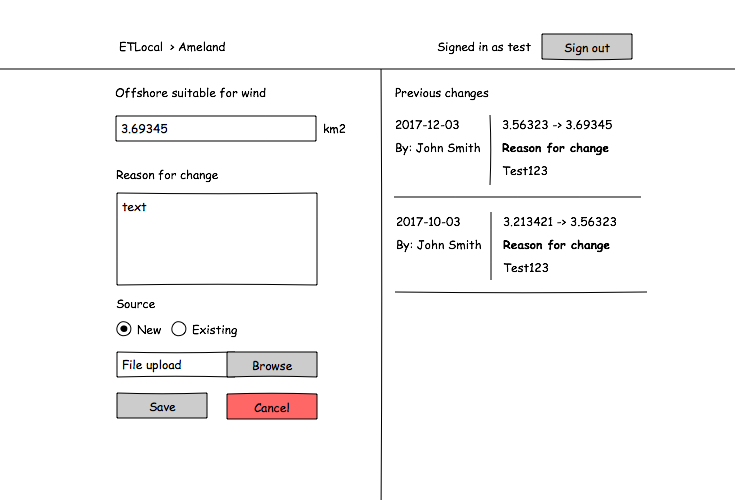 ETLocal > Ameland
Signed in as test
Sign out
Offshore suitable for wind
3.69345 km2
Reason for change
text
Source
New Existing
File upload Browse
Save Cancel
Previous changes
2017-12-03
By: John Smith
3.56323 -> 3.69345
Reason for change
Test123
2017-10-03
By: John Smith
3.213421 -> 3.56323
Reason for change
Test123